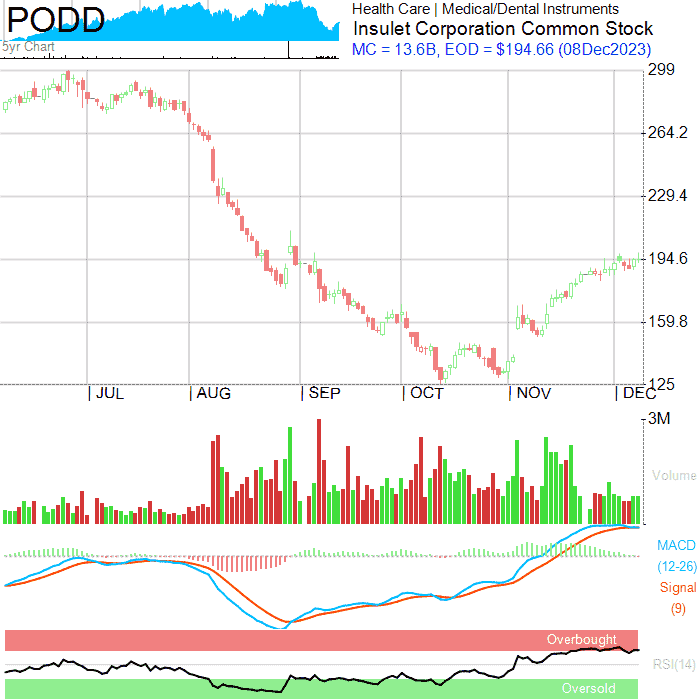 PODD
5yr Chart
Health Care | Medical/Dental Instruments
Insulet Corporation Common Stock
MC = 13.6B, EOD = $194.66 (08Dec2023)
299
264.2
229.4
194.6
159.8
125
JUL
AUG
SEP
OCT
NOV
DEC
3M
Volume
MACD
(12-26)
Signal
(9)
Overbought
RSI(14)
Oversold